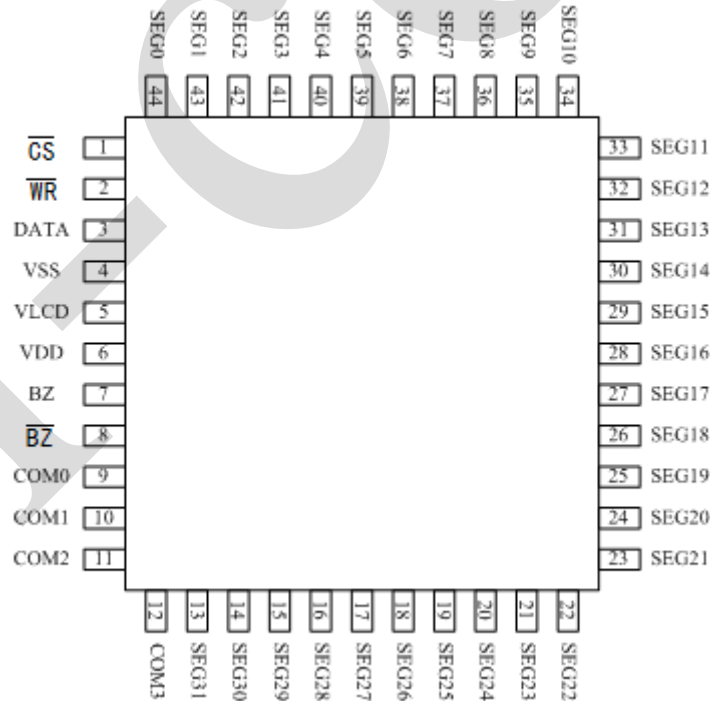 SEG0 SEG1 SEG2 SEG3 SEG4 SEG5 SEG6 SEG7 SEG8 SEG9 SEG10
44 43 42 41 40 39 38 37 36 35 34
C̅S̅ 1 33 SEG11
W̅R̅ 2 32 SEG12
DATA 3 31 SEG13
VSS 4 30 SEG14
VLCD 5 29 SEG15
VDD 6 28 SEG16
BZ 7 27 SEG17
B̅Z̅ 8 26 SEG18
COM0 9 25 SEG19
COM1 10 24 SEG20
COM2 11 23 SEG21
12 13 14 15 16 17 18 19 20 21 22
COM3 SEG31 SEG30 SEG29 SEG28 SEG27 SEG26 SEG25 SEG24 SEG23 SEG22